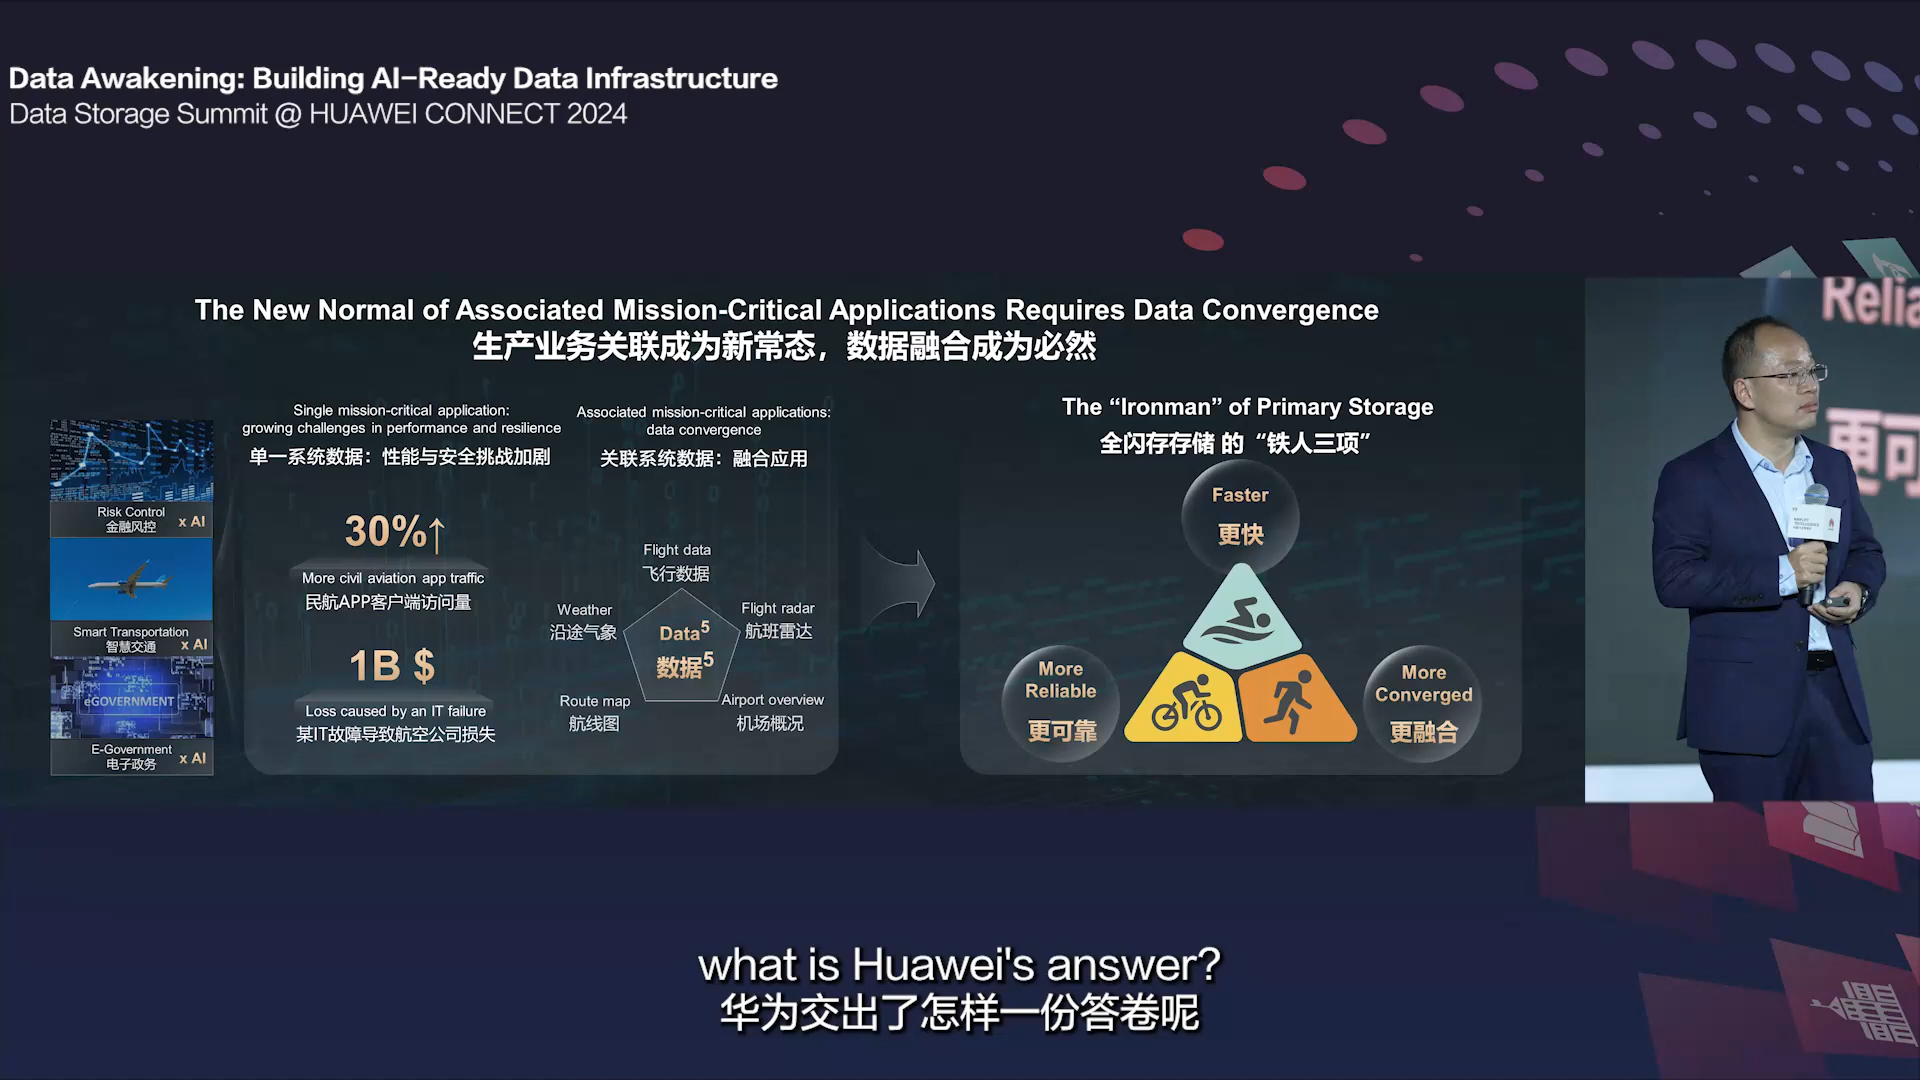 Data Awakening: Building AI-Ready Data Infrastructure
Data Storage Summit @ HUAWEI CONNECT 2024
The New Normal of Associated Mission-Critical Applications Requires Data Convergence
生产业务关联成为新常态，数据融合成为必然
Risk Control
金融风控
x AI
Smart Transportation
智慧交通
x AI
eGOVERNMENT
E-Government
电子政务
x AI
Single mission-critical application:
growing challenges in performance and resilience
单一系统数据：性能与安全挑战加剧
30%↑
More civil aviation app traffic
民航APP客户端访问量
1B $
Loss caused by an IT failure
某IT故障导致航空公司损失
Associated mission-critical applications:
data convergence
关联系统数据：融合应用
Flight data
飞行数据
Weather
沿途气象
Flight radar
航班雷达
Data⁵
数据⁵
Route map
航线图
Airport overview
机场概况
The “Ironman” of Primary Storage
全闪存存储 的 “铁人三项”
Faster
更快
More
Reliable
更可靠
More
Converged
更融合
更可
what is Huawei's answer?
华为交出了怎样一份答卷呢